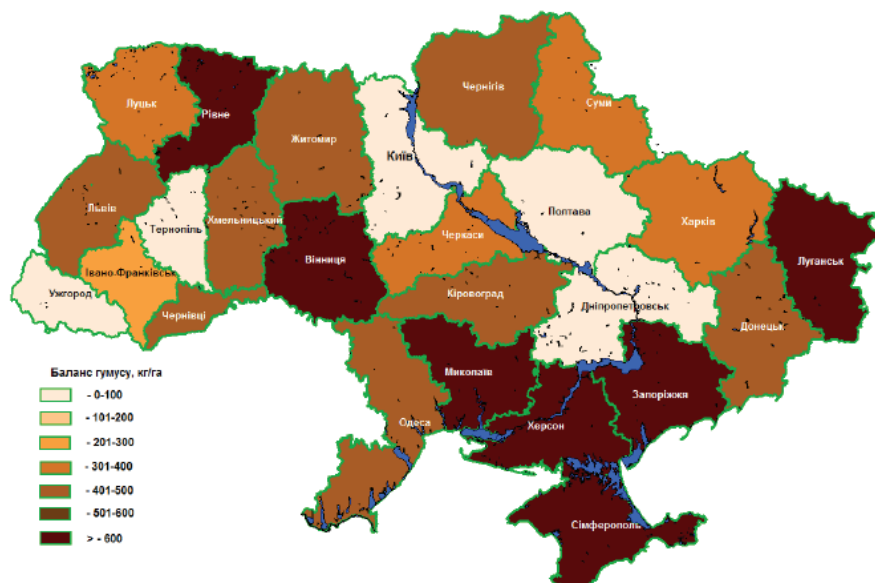 Чернігів
Суми
Луцьк
Рівне
Житомир
Київ
Львів
Тернопіль
Хмельницький
Полтава
Харків
Черкаси
Вінниця
Луганськ
Івано-Франківськ
Ужгород
Чернівці
Кіровоград
Дніпропетровськ
Донецьк
Миколаїв
Запоріжжя
Одеса
Херсон
Сімферополь
Баланс гумусу, кг/га
- 0-100
- 101-200
- 201-300
- 301-400
- 401-500
- 501-600
> - 600